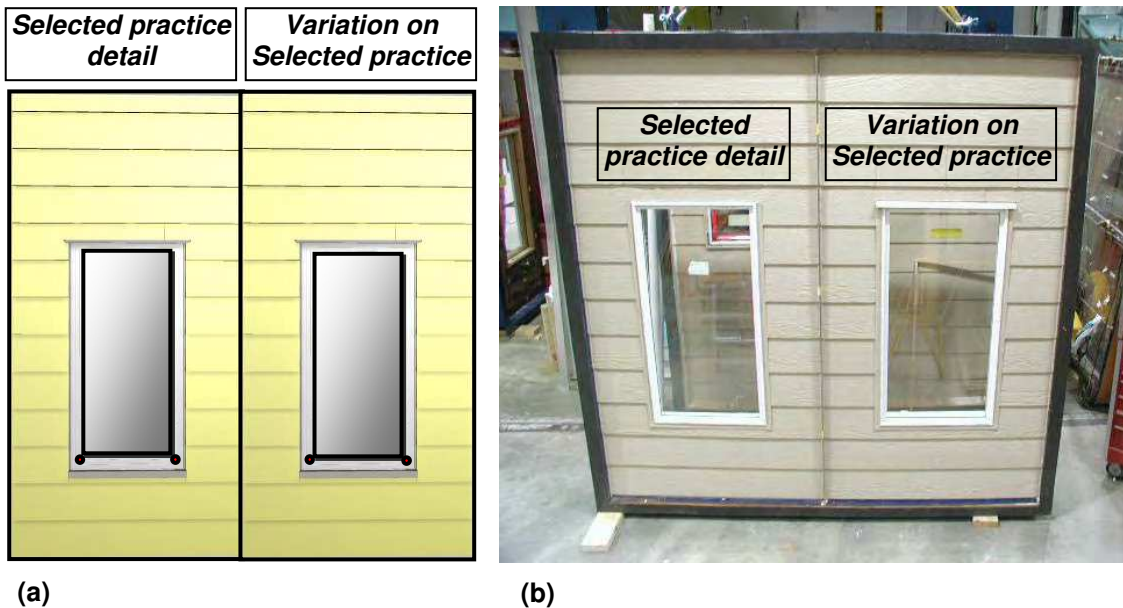 Selected practice
detail
Variation on
Selected practice
Selected
practice detail
Variation on
Selected practice
(a)
(b)